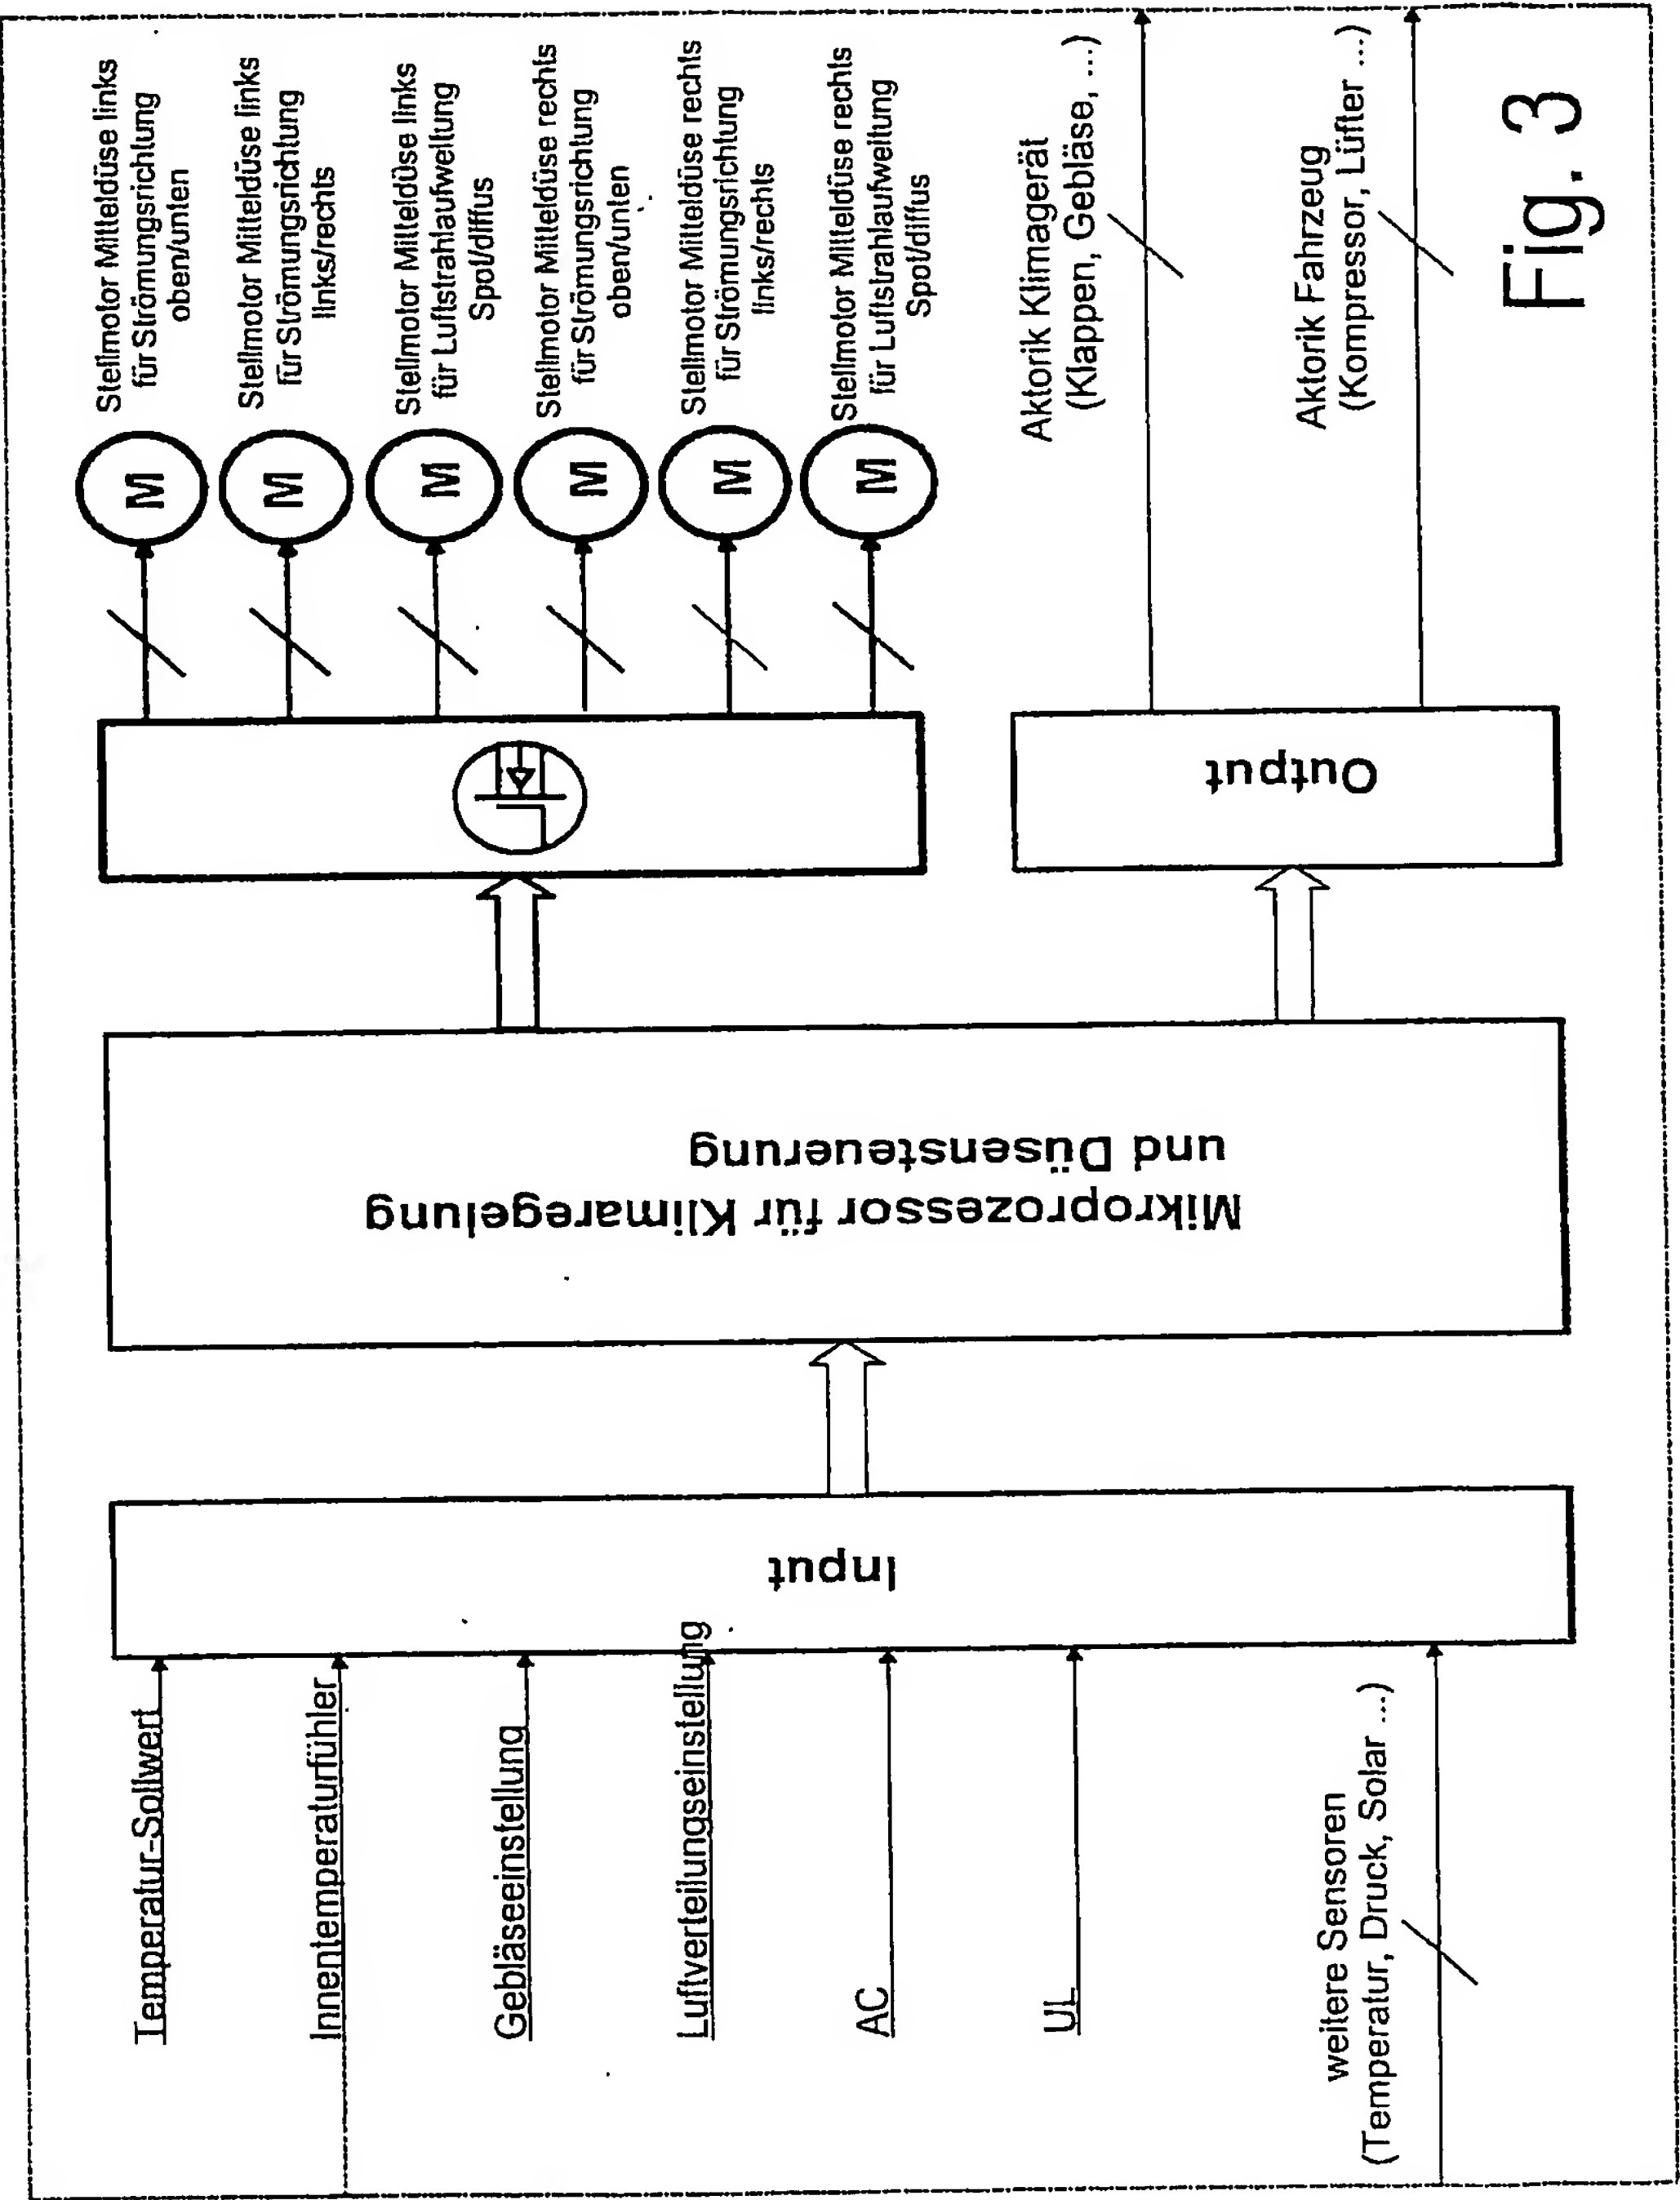 Temperatur-Sollwert
Innentemperaturfühler
Gebläseeinstellung
Luftverteilungseinstellung
AC
UL
weitere Sensoren
(Temperatur, Druck, Solar ...)
Input
Mikroprozessor für Klimaregelung
und Düsensteuerung
Output
M
Stellmotor Mitteldüse links
für Strömungsrichtung
oben/unten
M
Stellmotor Mitteldüse links
für Strömungsrichtung
links/rechts
M
Stellmotor Mitteldüse links
für Luftstrahlaufweitung
Spot/diffus
M
Stellmotor Mitteldüse rechts
für Strömungsrichtung
oben/unten
M
Stellmotor Mitteldüse rechts
für Strömungsrichtung
links/rechts
M
Stellmotor Mitteldüse rechts
für Luftstrahlaufweitung
Spot/diffus
Aktorik Klimagerät
(Klappen, Gebläse, ...)
Aktorik Fahrzeug
(Kompressor, Lüfter ...)
Fig. 3